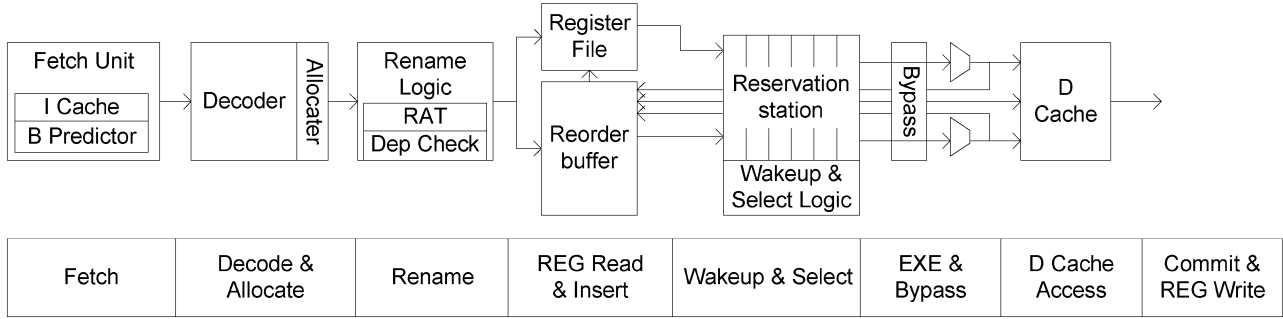 Fetch Unit
I Cache
B Predictor
Decoder
Allocater
Rename
Logic
RAT
Dep Check
Register
File
Reorder
buffer
Reservation
station
Wakeup &
Select Logic
Bypass
D
Cache
Fetch
Decode &
Allocate
Rename
REG Read
& Insert
Wakeup & Select
EXE &
Bypass
D Cache
Access
Commit &
REG Write